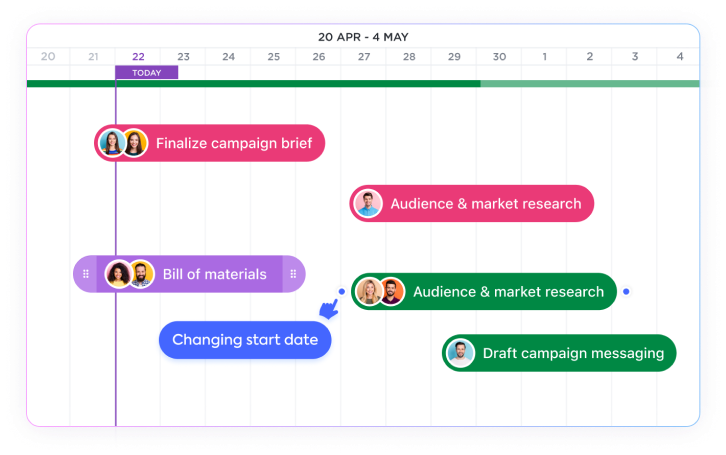 20 APR - 4 MAY
20 21 22 23 24 25 26 27 28 29 30 1 2 3 4
TODAY
Finalize campaign brief
Audience & market research
Bill of materials
Audience & market research
Changing start date
Draft campaign messaging